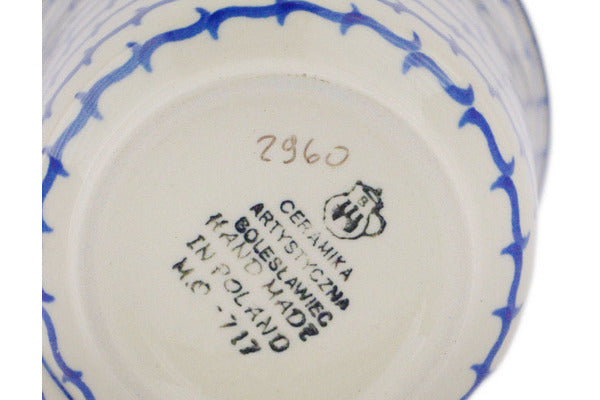 2960
B
CERAMIKA
ARTYSTYCZNA
BOLESŁAWIEC
HAND MADE
IN POLAND
M.C.-717